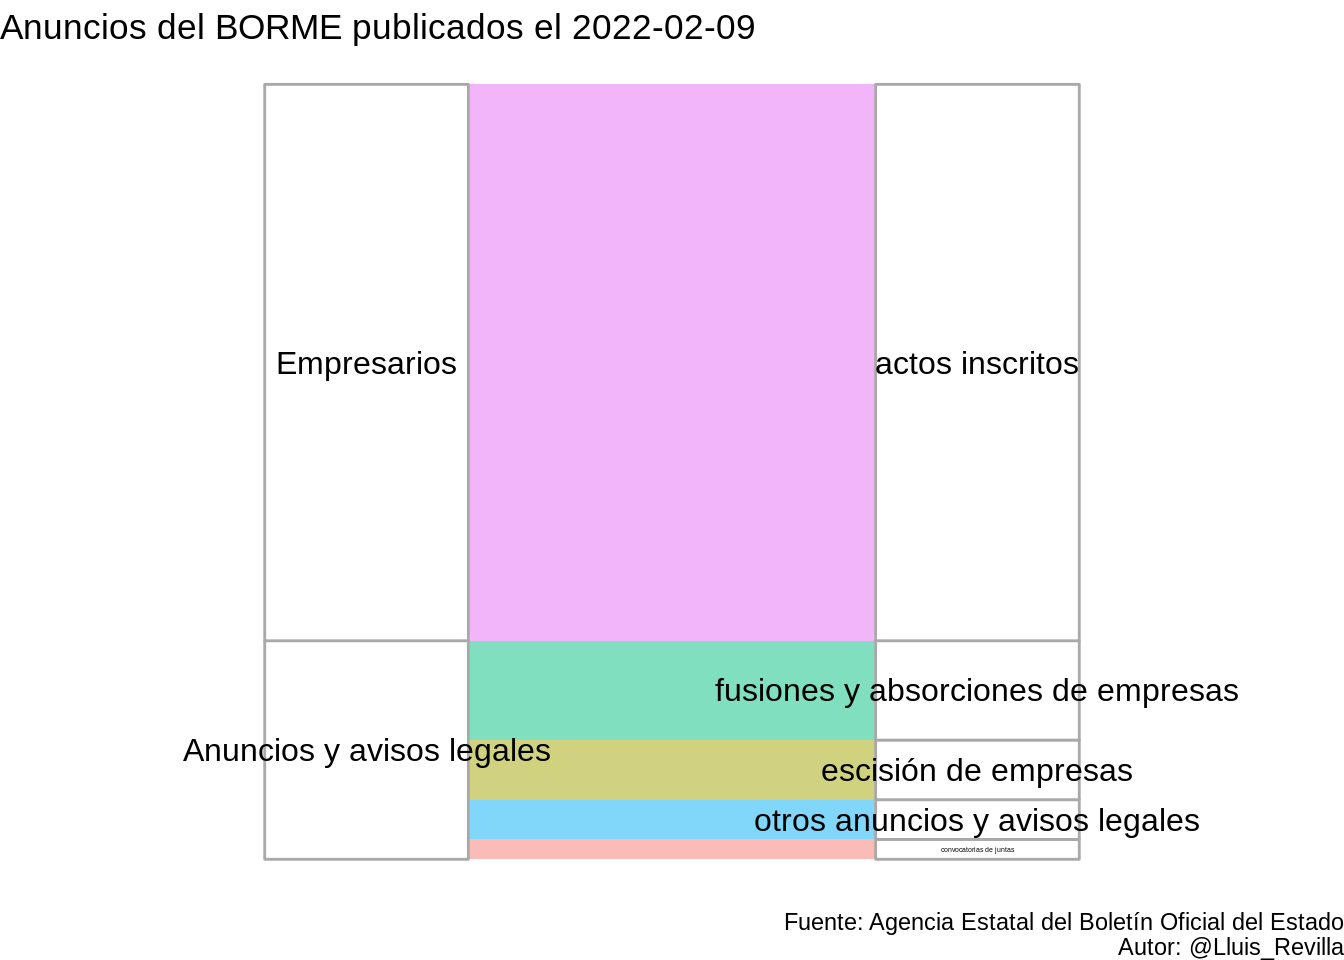 Anuncios del BORME publicados el 2022-02-09
Empresarios
actos inscritos
fusiones y absorciones de empresas
Anuncios y avisos legales
escisión de empresas
otros anuncios y avisos legales
convocatorias de juntas
Fuente: Agencia Estatal del Boletín Oficial del Estado
Autor: @Lluis_Revilla